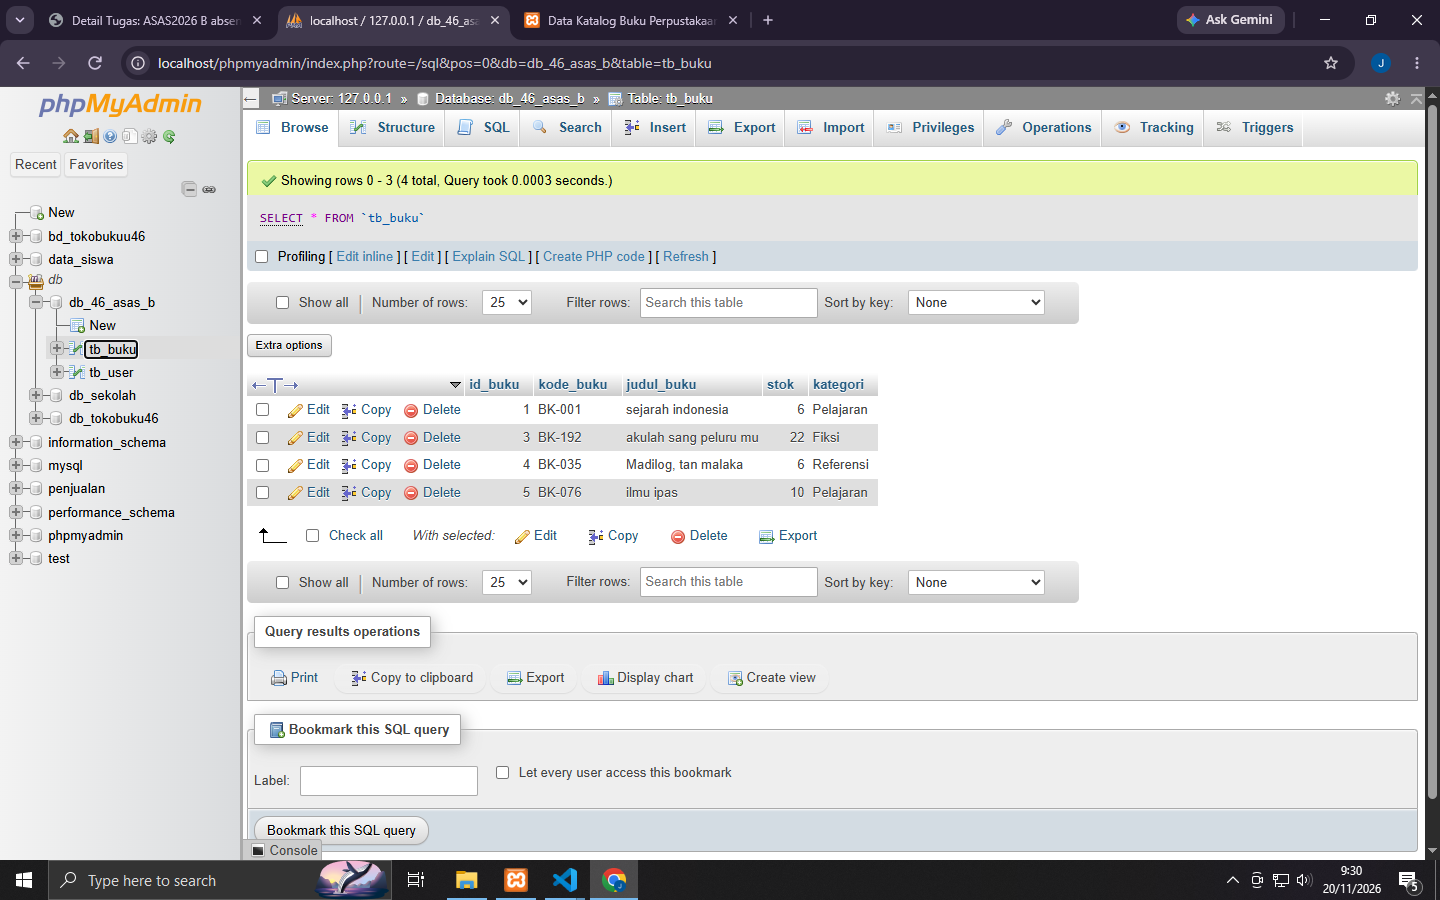 Detail Tugas: ASAS2026 B absen
localhost / 127.0.0.1 / db_46_asa
Data Katalog Buku Perpustakaan
Ask Gemini
localhost/phpmyadmin/index.php?route=/sql&pos=0&db=db_46_asas_b&table=tb_buku
J
phpMyAdmin
Recent
Favorites
New
bd_tokobukuu46
data_siswa
db
db_46_asas_b
New
tb_buku
tb_user
db_sekolah
db_tokobuku46
information_schema
mysql
penjualan
performance_schema
phpmyadmin
test
Server: 127.0.0.1 » Database: db_46_asas_b » Table: tb_buku
Browse Structure SQL Search Insert Export Import Privileges Operations Tracking Triggers
Showing rows 0 - 3 (4 total, Query took 0.0003 seconds.)
SELECT * FROM `tb_buku`
Profiling [ Edit inline ] [ Edit ] [ Explain SQL ] [ Create PHP code ] [ Refresh ]
Show all Number of rows: 25 Filter rows: Search this table Sort by key: None
Extra options
id_buku kode_buku judul_buku stok kategori
Edit Copy Delete 1 BK-001 sejarah indonesia 6 Pelajaran
Edit Copy Delete 3 BK-192 akulah sang peluru mu 22 Fiksi
Edit Copy Delete 4 BK-035 Madilog, tan malaka 6 Referensi
Edit Copy Delete 5 BK-076 ilmu ipas 10 Pelajaran
Check all With selected: Edit Copy Delete Export
Show all Number of rows: 25 Filter rows: Search this table Sort by key: None
Query results operations
Print Copy to clipboard Export Display chart Create view
Bookmark this SQL query
Label: Let every user access this bookmark
Bookmark this SQL query
Console
Type here to search
9:30
20/11/2026
5